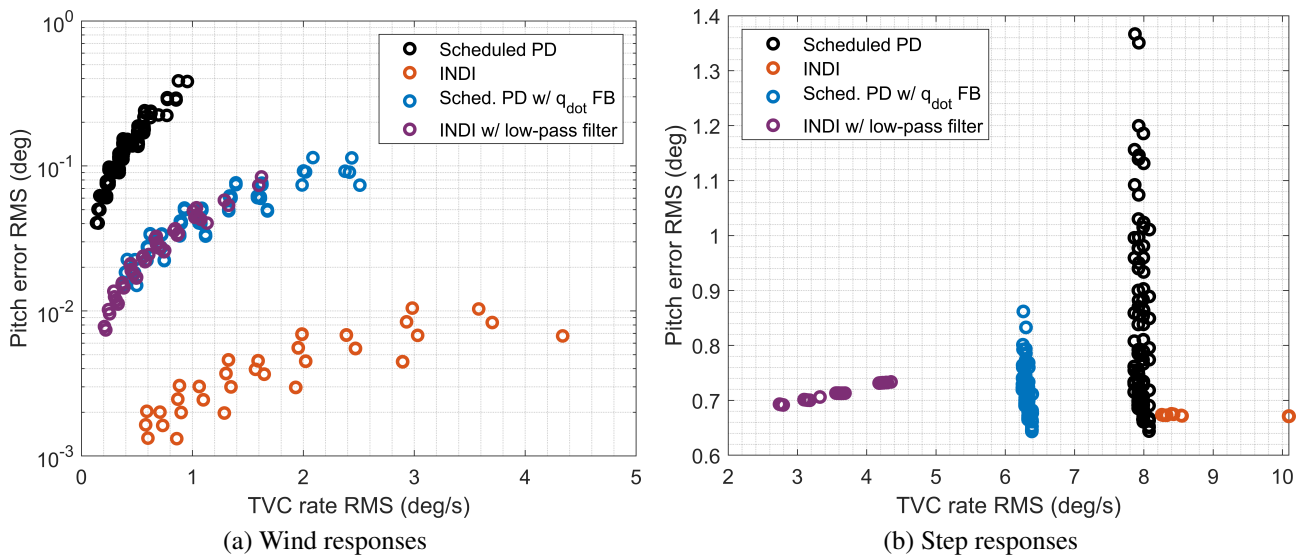 10^0
10^-1
10^-2
10^-3
Pitch error RMS (deg)
Scheduled PD
INDI
Sched. PD w/ q_dot FB
INDI w/ low-pass filter
0 1 2 3 4 5
TVC rate RMS (deg/s)
(a) Wind responses
1.4
1.3
1.2
1.1
1
0.9
0.8
0.7
0.6
Pitch error RMS (deg)
Scheduled PD
INDI
Sched. PD w/ q_dot FB
INDI w/ low-pass filter
2 3 4 5 6 7 8 9 10
TVC rate RMS (deg/s)
(b) Step responses